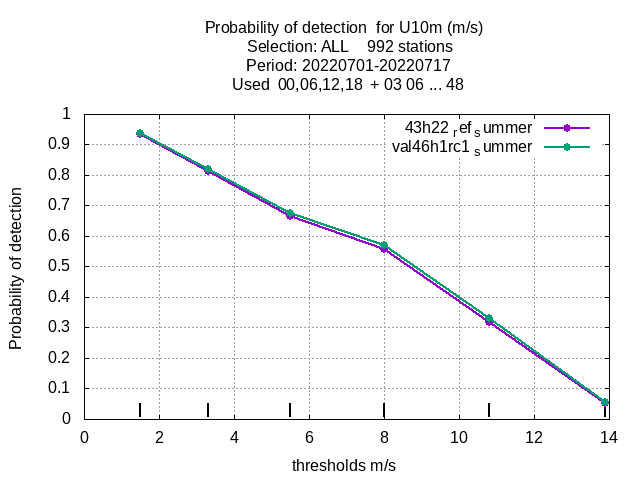 Probability of detection for U10m (m/s)
Selection: ALL 992 stations
Period: 20220701-20220717
Used 00,06,12,18 + 03 06 ... 48
43h22 refsummer
val46h1rc1 summer
Probability of detection
1
0.9
0.8
0.7
0.6
0.5
0.4
0.3
0.2
0.1
0
0 2 4 6 8 10 12 14
thresholds m/s